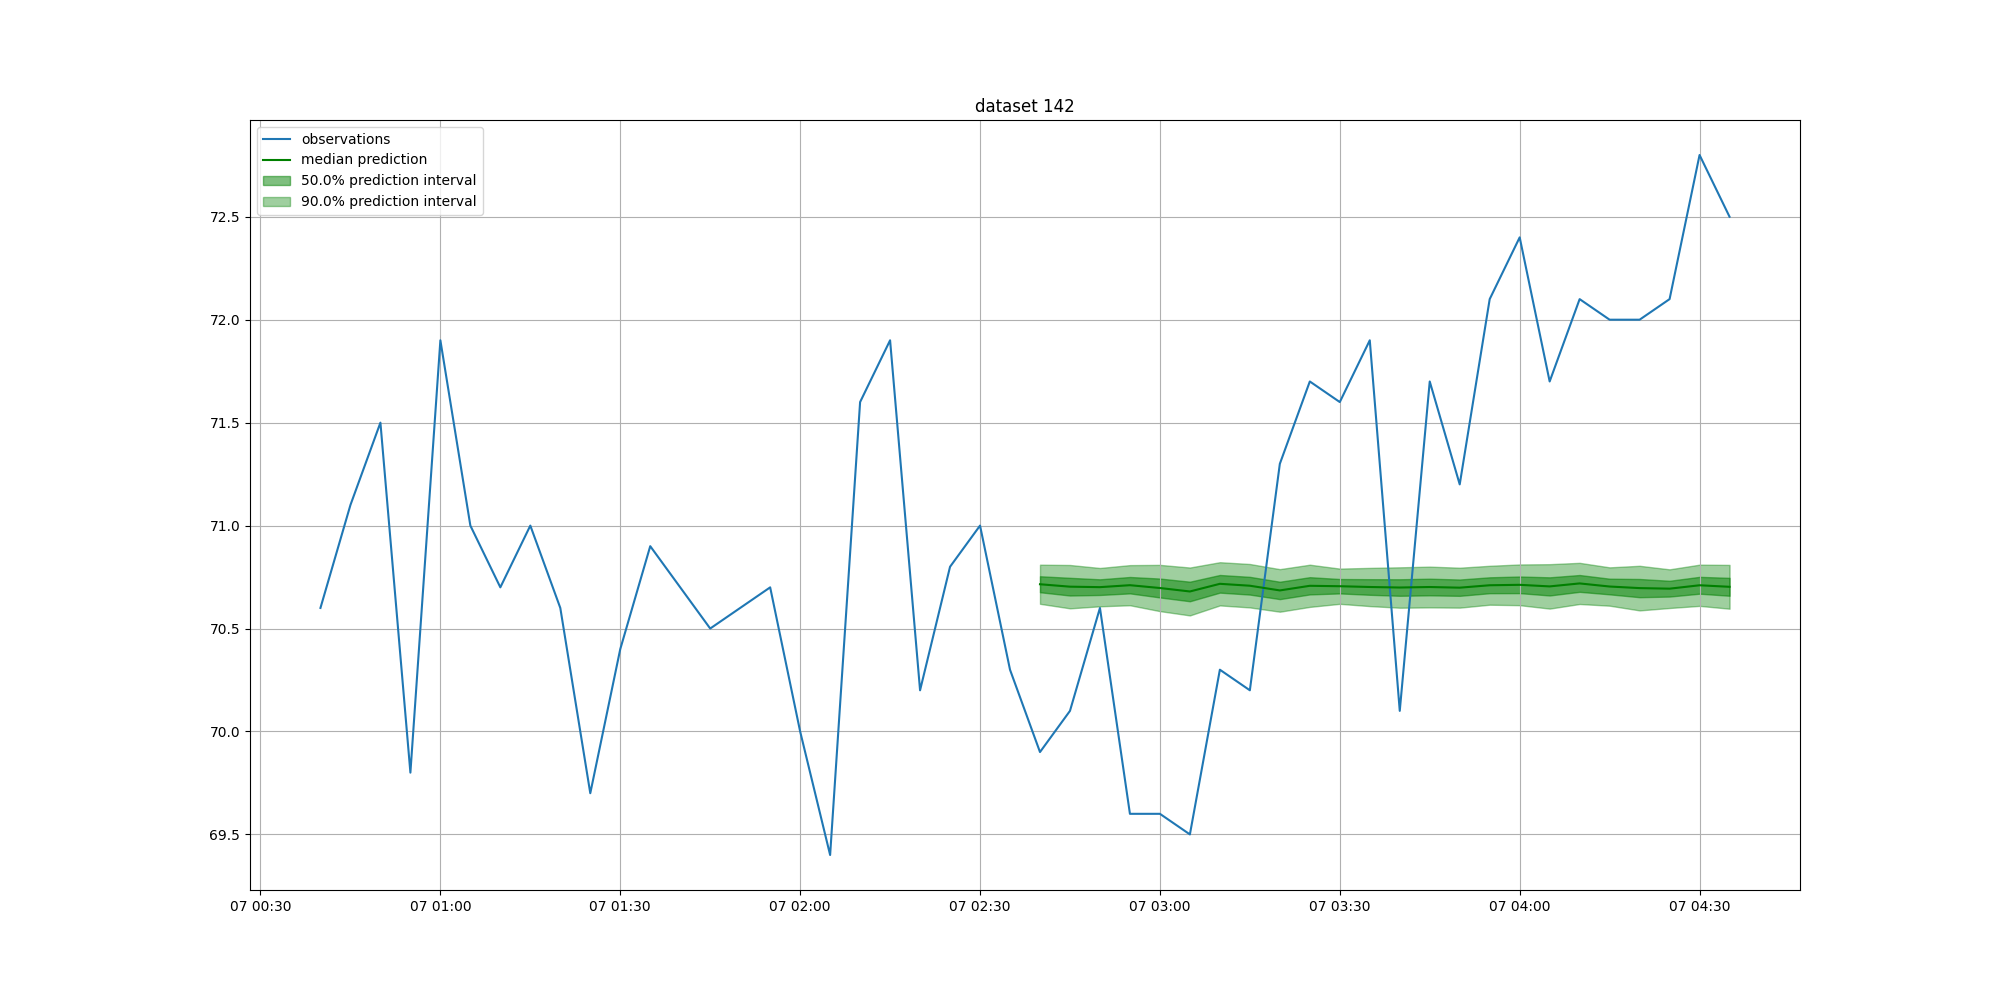 dataset 142
observations
median prediction
50.0% prediction interval
90.0% prediction interval
72.5
72.0
71.5
71.0
70.5
70.0
69.5
07 00:30 07 01:00 07 01:30 07 02:00 07 02:30 07 03:00 07 03:30 07 04:00 07 04:30